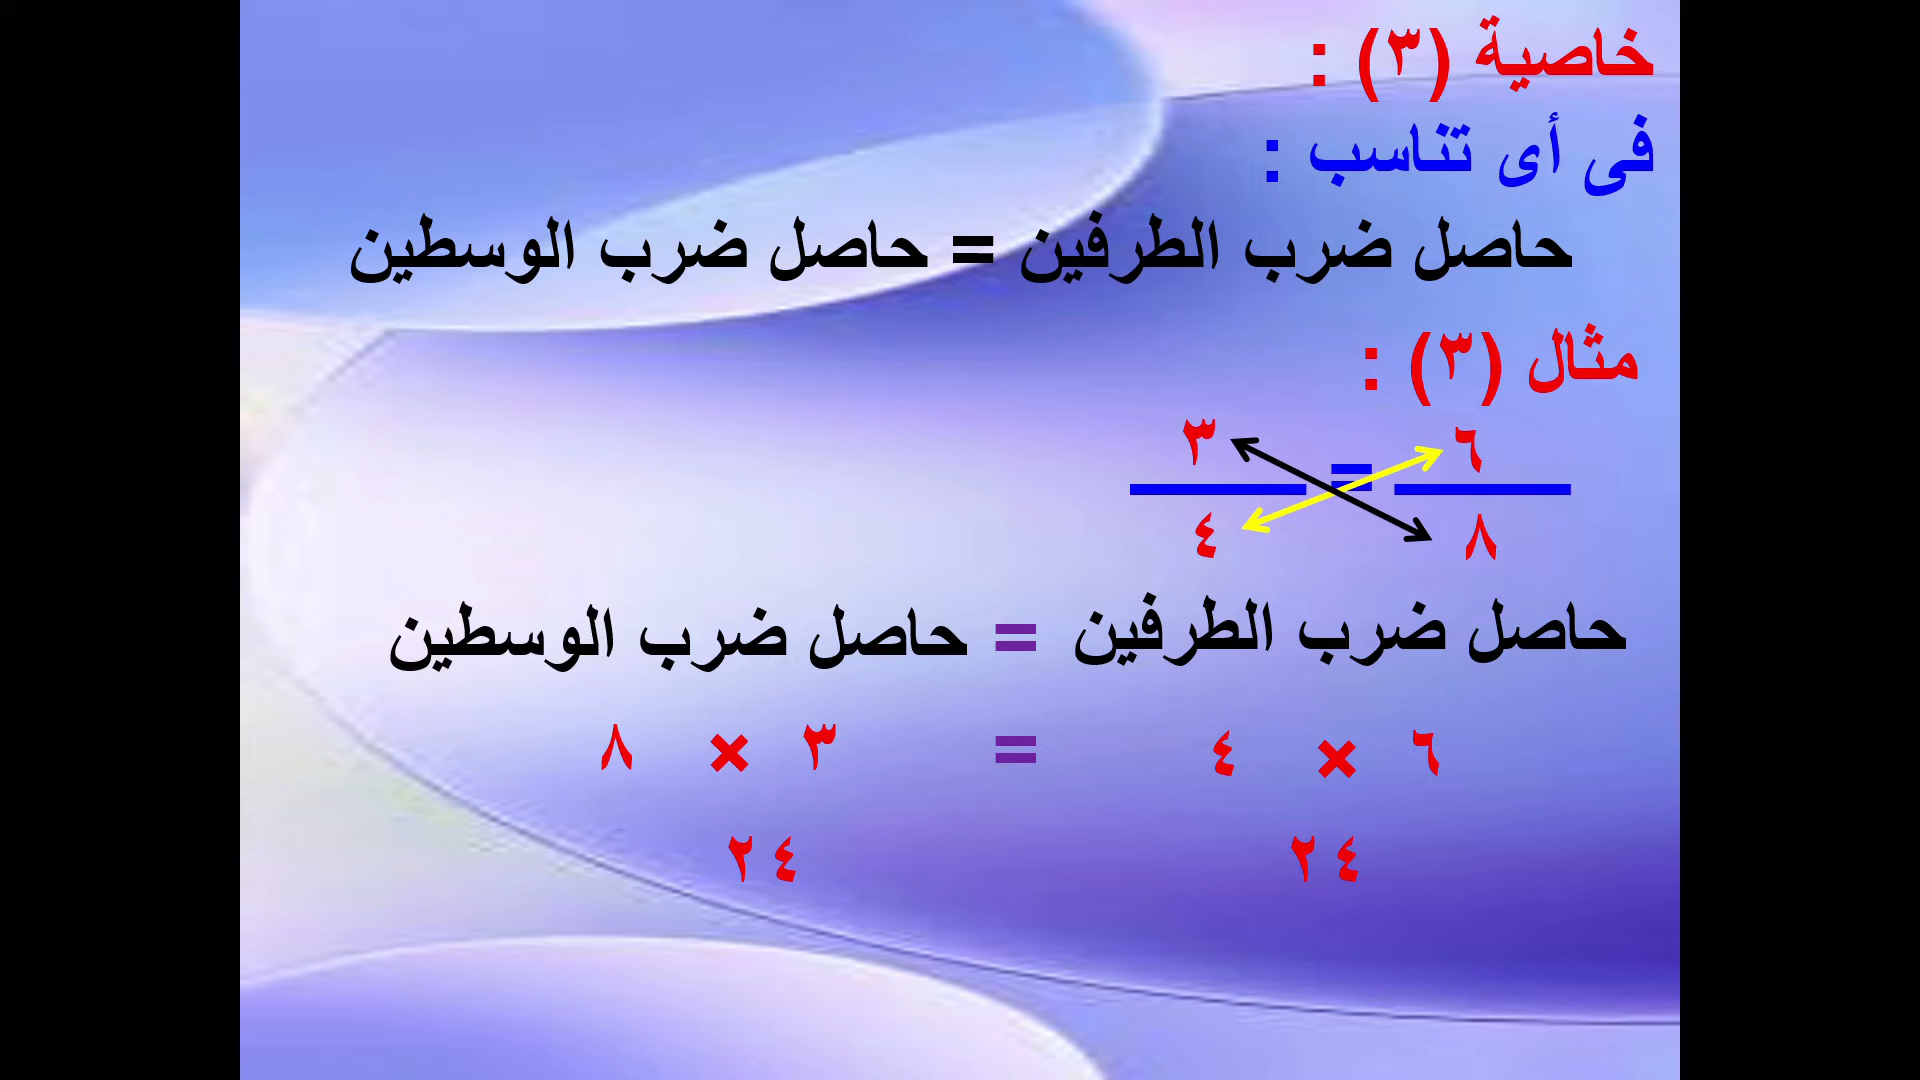 خاصية (٣) :
فى أى تناسب :
حاصل ضرب الطرفين = حاصل ضرب الوسطين
مثال (٣) :
٦ = ٣
٨ ٤
حاصل ضرب الطرفين = حاصل ضرب الوسطين
٦ × ٤ = ٣ × ٨
٢٤ ٢٤